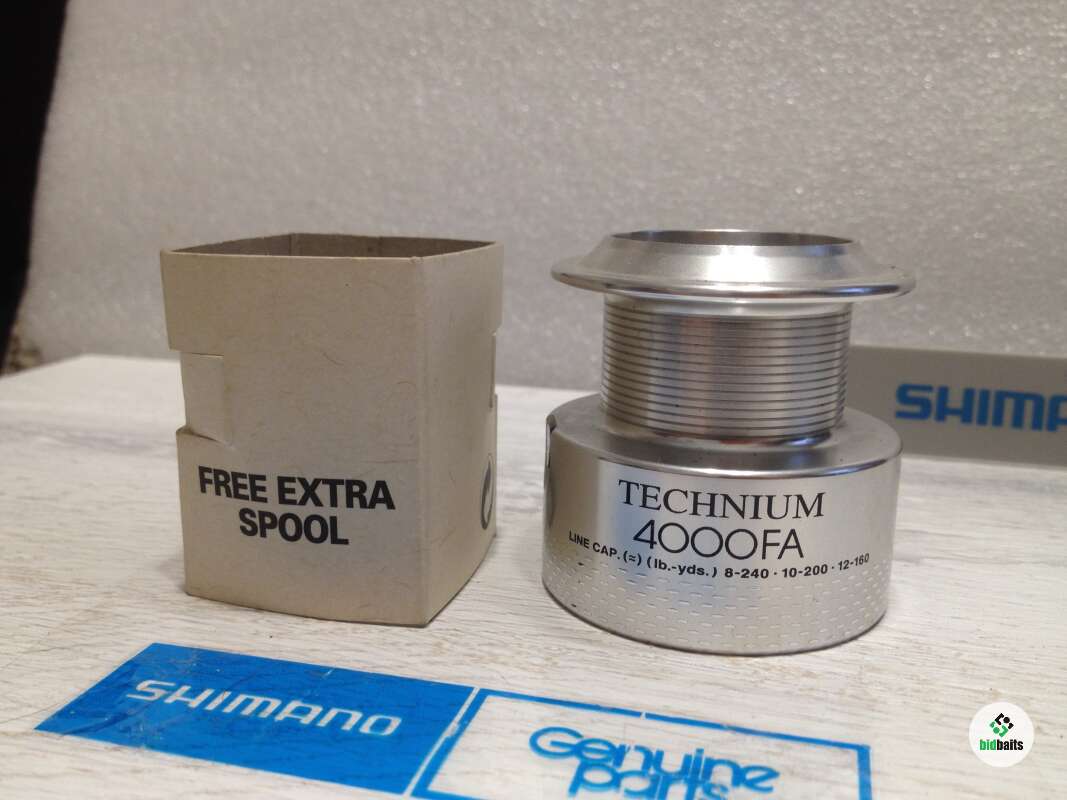 FREE EXTRA
SPOOL
TECHNIUM
4000FA
LINE CAP. (≈) (lb.-yds.) 8-240 · 10-200 · 12-160
SHIMANO
Genuine
parts
bidbaits